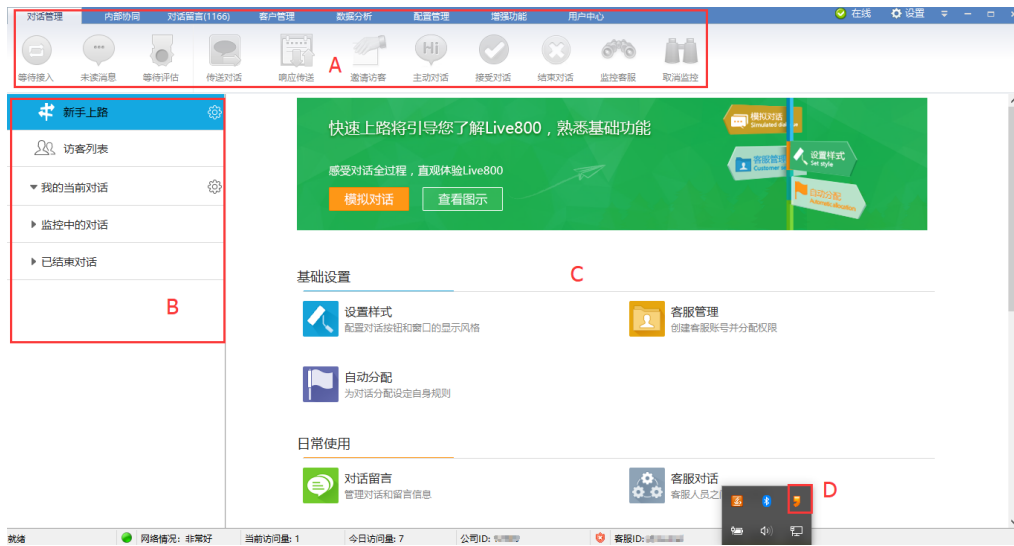 对话管理 内部协同 对话留言(1166) 客户管理 数据分析 配置管理 增强功能 用户中心 在线 设置
Hi
等待接入 未读消息 等待评估 传送对话 响应传送 邀请访客 主动对话 接受对话 结束对话 监控客服 取消监控
A
新手上路
访客列表
我的当前对话
监控中的对话
已结束对话
B
快速上路将引导您了解Live800，熟悉基础功能
感受对话全过程，直观体验Live800
模拟对话 查看图示
模拟对话
Simulated
客服管理
Customer
设置样式
Set style
自动分配
Automatic allocation
C
基础设置
设置样式
配置对话按钮和窗口的显示风格
客服管理
创建客服账号并分配权限
自动分配
为对话分配设定自身规则
日常使用
对话留言
管理对话和留言信息
客服对话
客服人员之
D
就绪 网络情况: 非常好 当前访问量: 1 今日访问量: 7 公司ID: 客服ID: